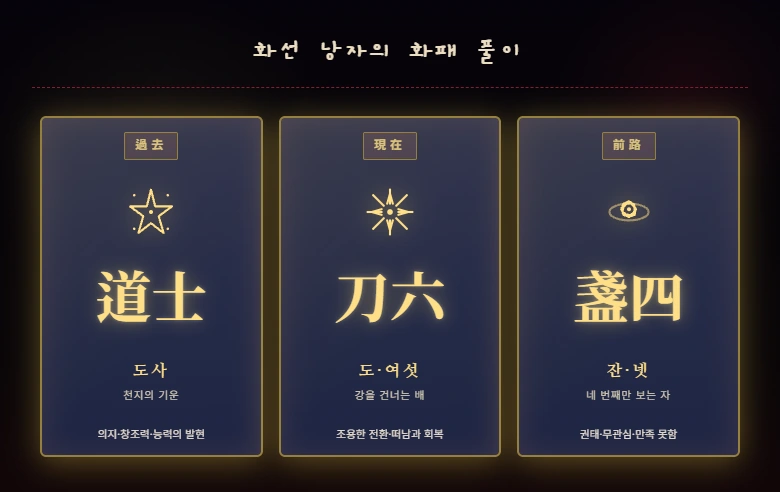 화선 낭자의 화패 풀이
過去
道士
도사
천지의 기운
의지·창조력·능력의 발현
現在
刀六
도·여섯
강을 건너는 배
조용한 전환·떠남과 회복
前路
盞四
잔·넷
네 번째만 보는 자
권태·무관심·만족 못함